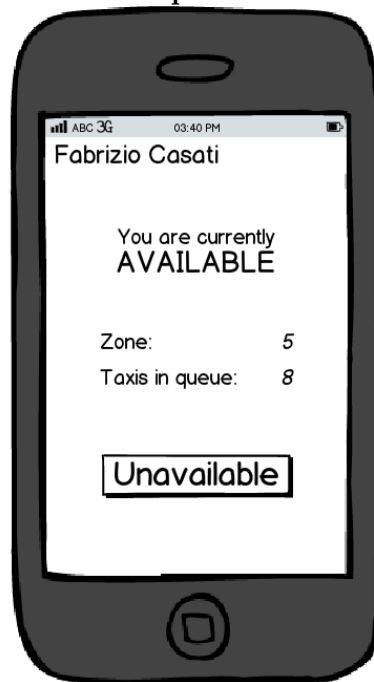 ABC 3G 03:40 PM
Fabrizio Casati
You are currently
AVAILABLE
Zone: 5
Taxis in queue: 8
Unavailable